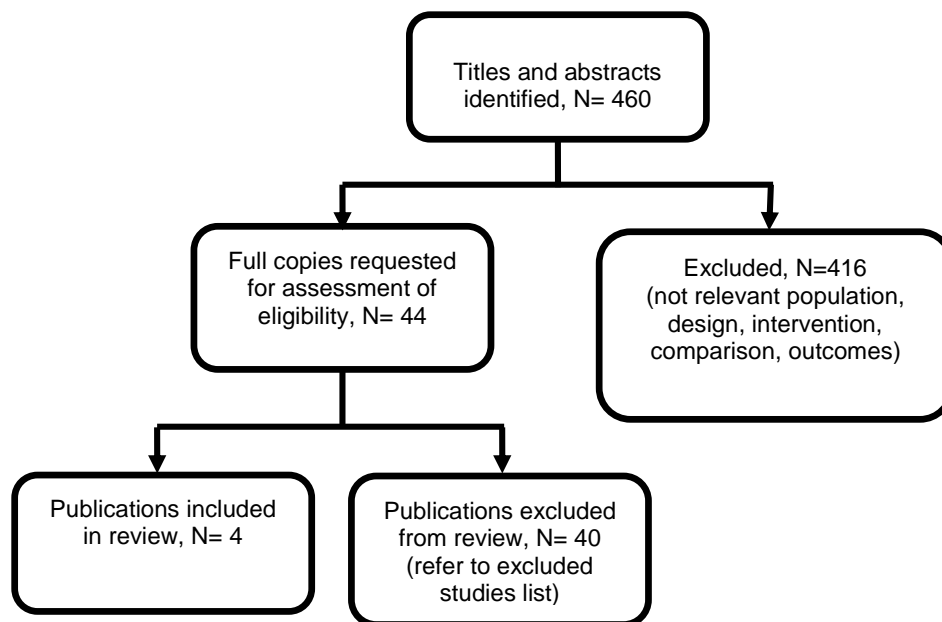 Titles and abstracts
identified, N= 460
Full copies requested
for assessment of
eligibility, N= 44
Excluded, N=416
(not relevant population,
design, intervention,
comparison, outcomes)
Publications included
in review, N= 4
Publications excluded
from review, N= 40
(refer to excluded
studies list)